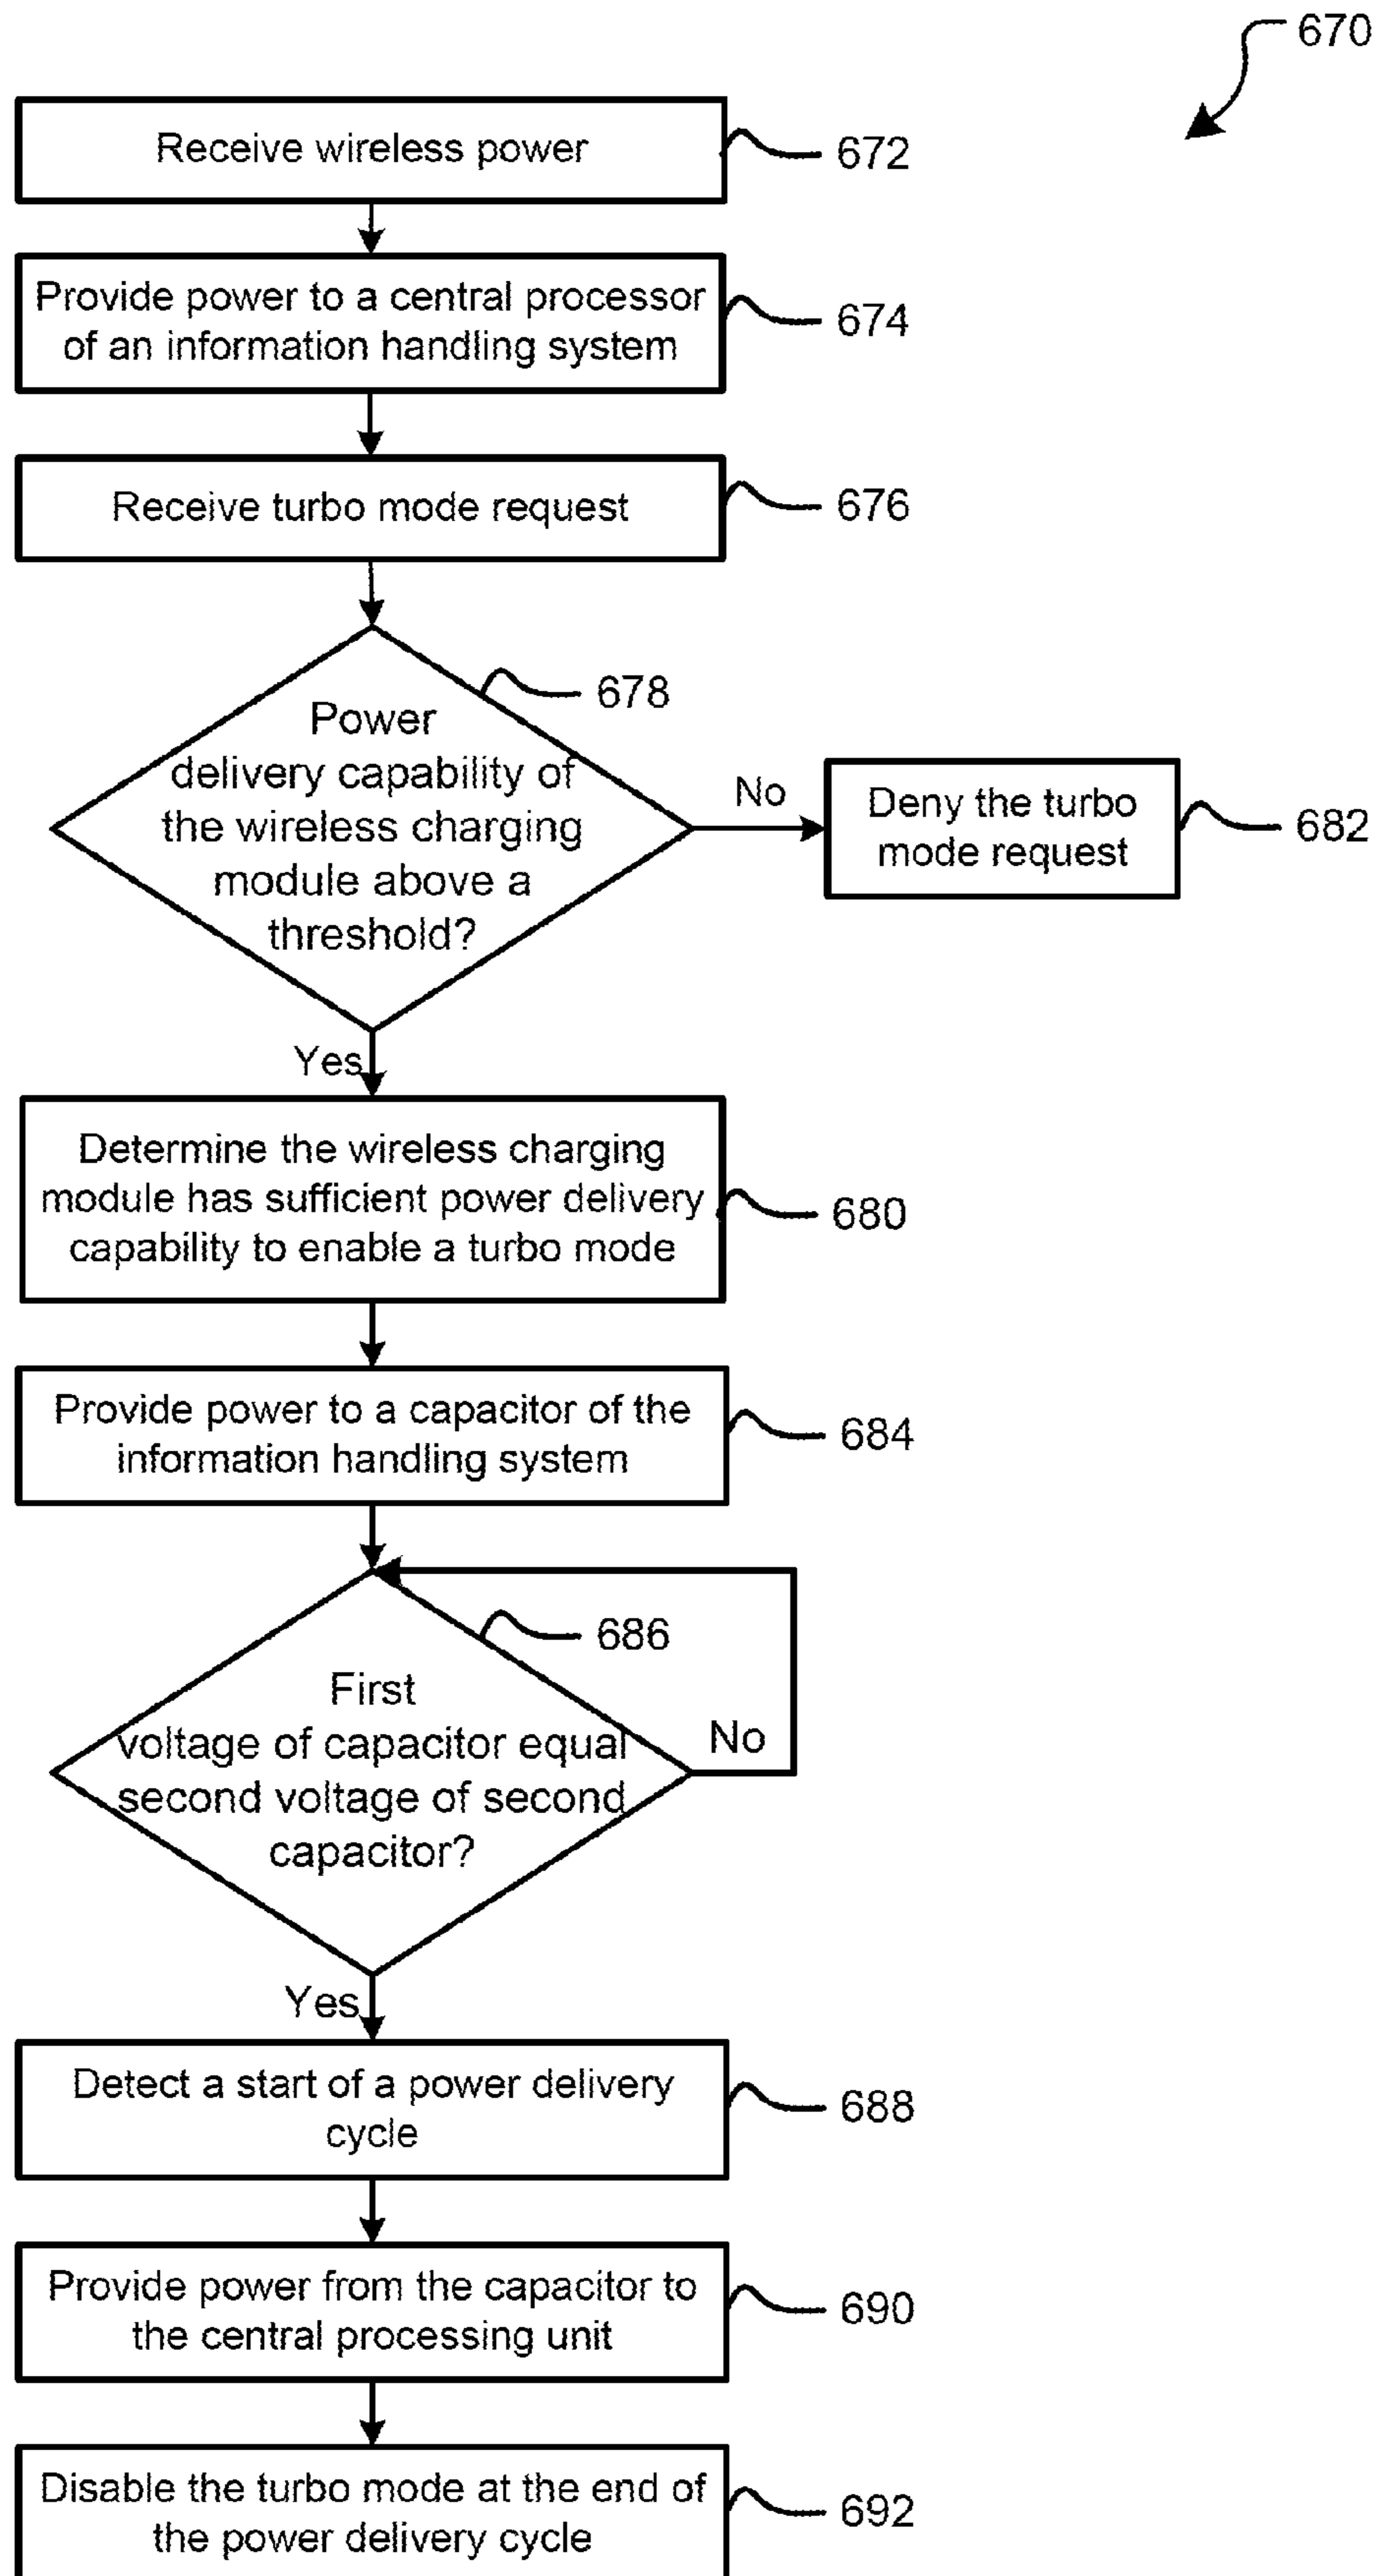 670
Receive wireless power
672
Provide power to a central processor
of an information handling system
674
Receive turbo mode request
676
678
Power
delivery capability of
the wireless charging
module above a
threshold?
No
Deny the turbo
mode request
682
Yes
Determine the wireless charging
module has sufficient power delivery
capability to enable a turbo mode
680
Provide power to a capacitor of the
information handling system
684
686
First
voltage of capacitor equal
second voltage of second
capacitor?
No
Yes
Detect a start of a power delivery
cycle
688
Provide power from the capacitor to
the central processing unit
690
Disable the turbo mode at the end of
the power delivery cycle
692